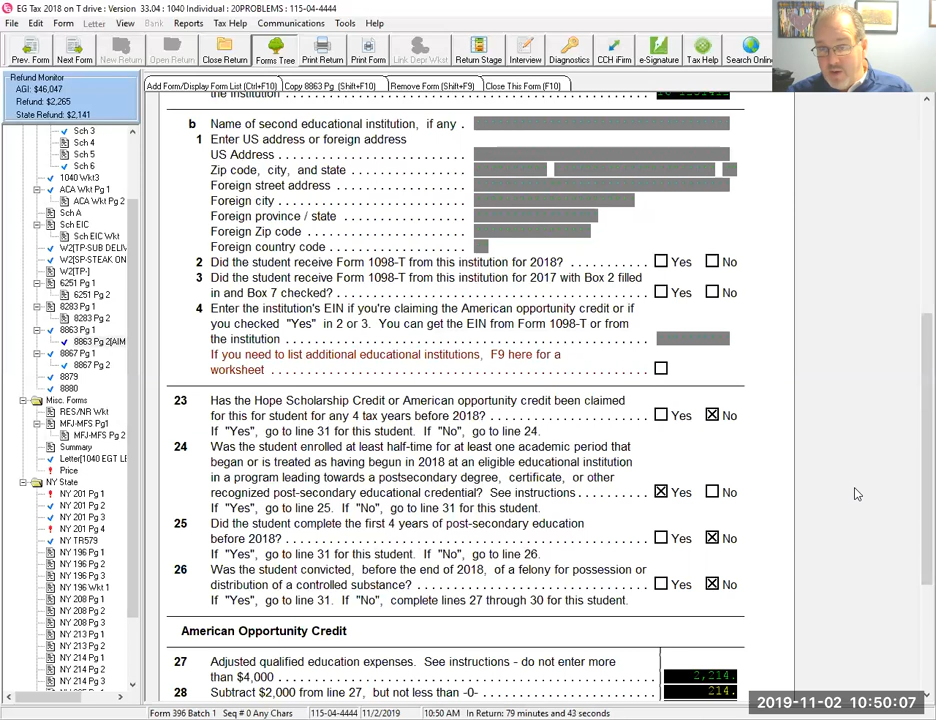 EG Tax 2018 on T drive : Version 33.04 : 1040 Individual : 20PROBLEMS : 115-04-4444
File Edit Form Letter View Bank Reports Tax Help Communications Tools Help
Prev. Form Next Form New Return Open Return Close Return Forms Tree Print Return Print Form Link Depr Wkst Return Stage Interview Diagnostics CCH iFirm e-Signature Tax Help Search Online
Refund Monitor
AGI: $46,047
Refund: $2,265
State Refund: $2,141
Add Form/Display Form List (Ctrl+F10) Copy 8863 Pg (Shift+F10) Remove Form (Shift+F9) Close This Form (F10)
Sch 3
Sch 4
Sch 5
Sch 6
1040 Wkt3
ACA Wkt Pg 1
ACA Wkt Pg 2
Sch A
Sch EIC
Sch EIC Wkt
W2[TP-SUB DELIV
W2[SP-STEAK ON
W2[TP-]
6251 Pg 1
6251 Pg 2
8283 Pg 1
8283 Pg 2
8863 Pg 1
8863 Pg 2[AIM
8867 Pg 1
8867 Pg 2
8879
8880
Misc. Forms
RES/NR Wkt
MFJ-MFS Pg1
MFJ-MFS Pg 2
Summary
Letter[1040 EGT LE
Price
NY State
NY 201 Pg 1
NY 201 Pg 2
NY 201 Pg 3
NY 201 Pg 4
NY TR579
NY 196 Pg 1
NY 196 Pg 2
NY 196 Pg 3
NY 196 Wkt 1
NY 208 Pg 1
NY 208 Pg 2
NY 208 Pg 3
NY 213 Pg 1
NY 213 Pg 2
NY 214 Pg 1
NY 214 Pg 2
NY 214 Pg 3
the institution
b Name of second educational institution, if any .
1 Enter US address or foreign address
US Address
Zip code, city, and state
Foreign street address
Foreign city
Foreign province / state
Foreign Zip code
Foreign country code
2 Did the student receive Form 1098-T from this institution for 2018? Yes No
3 Did the student receive Form 1098-T from this institution for 2017 with Box 2 filled
in and Box 7 checked? Yes No
4 Enter the institution's EIN if you're claiming the American opportunity credit or if
you checked "Yes" in 2 or 3. You can get the EIN from Form 1098-T or from
the institution
If you need to list additional educational institutions, F9 here for a
worksheet
23 Has the Hope Scholarship Credit or American opportunity credit been claimed
for this for student for any 4 tax years before 2018? Yes No
If "Yes", go to line 31 for this student. If "No", go to line 24.
24 Was the student enrolled at least half-time for at least one academic period that
began or is treated as having begun in 2018 at an eligible educational institution
in a program leading towards a postsecondary degree, certificate, or other
recognized post-secondary educational credential? See instructions Yes No
If "Yes", go to line 25. If "No", go to line 31 for this student.
25 Did the student complete the first 4 years of post-secondary education
before 2018? Yes No
If "Yes", go to line 31 for this student. If "No", go to line 26.
26 Was the student convicted, before the end of 2018, of a felony for possession or
distribution of a controlled substance? Yes No
If "Yes", go to line 31. If "No", complete lines 27 through 30 for this student.
American Opportunity Credit
27 Adjusted qualified education expenses. See instructions - do not enter more
than $4,000 2,214.
28 Subtract $2,000 from line 27, but not less than -0- 214.
2019-11-02 10:50:07
Form 396 Batch 1 Seq # 0 Any Chars 115-04-4444 11/2/2019 10:50 AM In Return: 79 minutes and 43 seconds